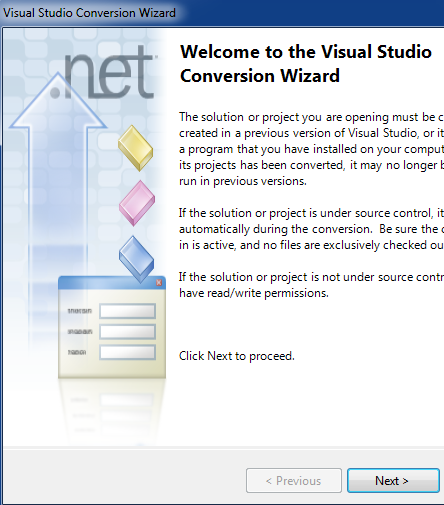 Visual Studio Conversion Wizard
.net
Welcome to the Visual Studio
Conversion Wizard
The solution or project you are opening must be c
created in a previous version of Visual Studio, or it
a program that you have installed on your comput
its projects has been converted, it may no longer b
run in previous versions.
If the solution or project is under source control, it
automatically during the conversion.  Be sure the c
in is active, and no files are exclusively checked ou
If the solution or project is not under source contr
have read/write permissions.
Click Next to proceed.
< Previous
Next >